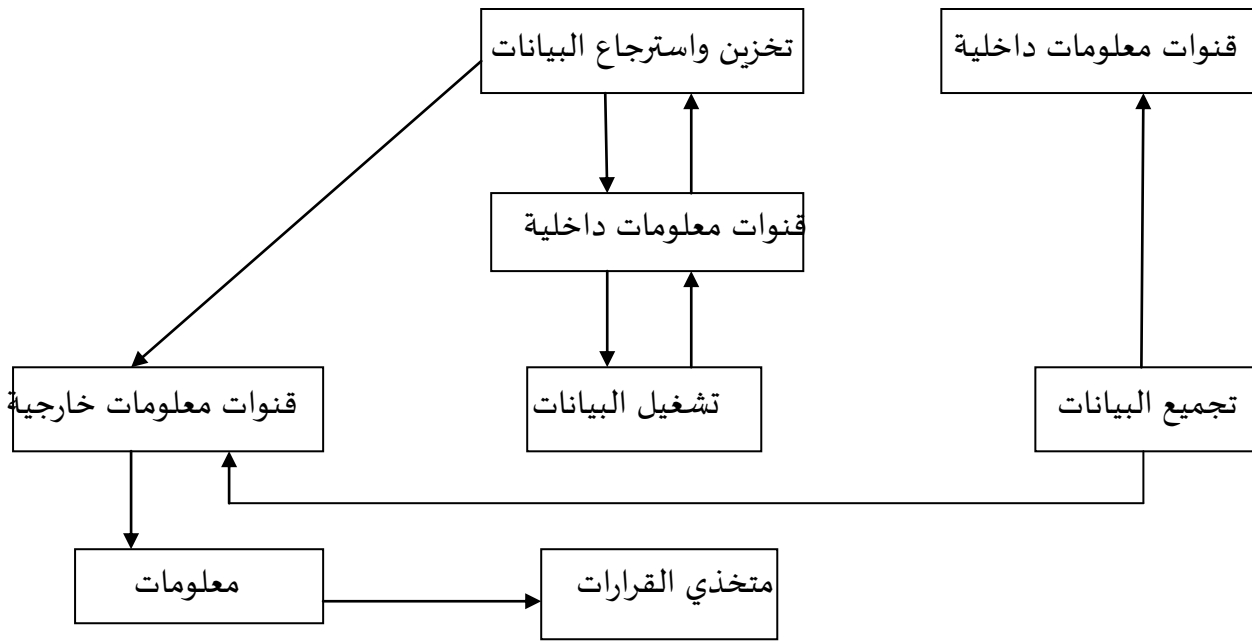 قنوات معلومات داخلية
تخزين واسترجاع البيانات
قنوات معلومات داخلية
تجميع البيانات
تشغيل البيانات
قنوات معلومات خارجية
متخذي القرارات
معلومات